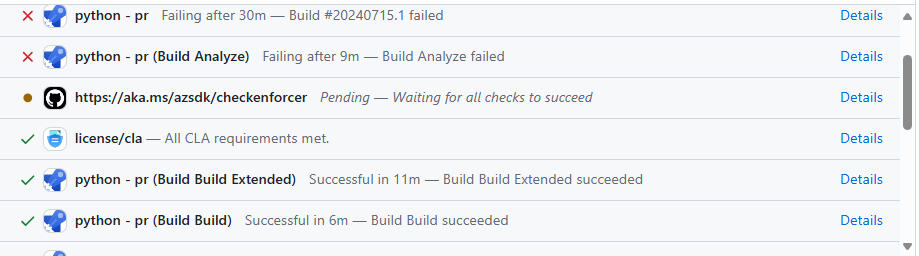 python - pr Failing after 30m — Build #20240715.1 failed Details
python - pr (Build Analyze) Failing after 9m — Build Analyze failed Details
https://aka.ms/azsdk/checkenforcer Pending — Waiting for all checks to succeed Details
license/cla — All CLA requirements met. Details
python - pr (Build Build Extended) Successful in 11m — Build Build Extended succeeded Details
python - pr (Build Build) Successful in 6m — Build Build succeeded Details